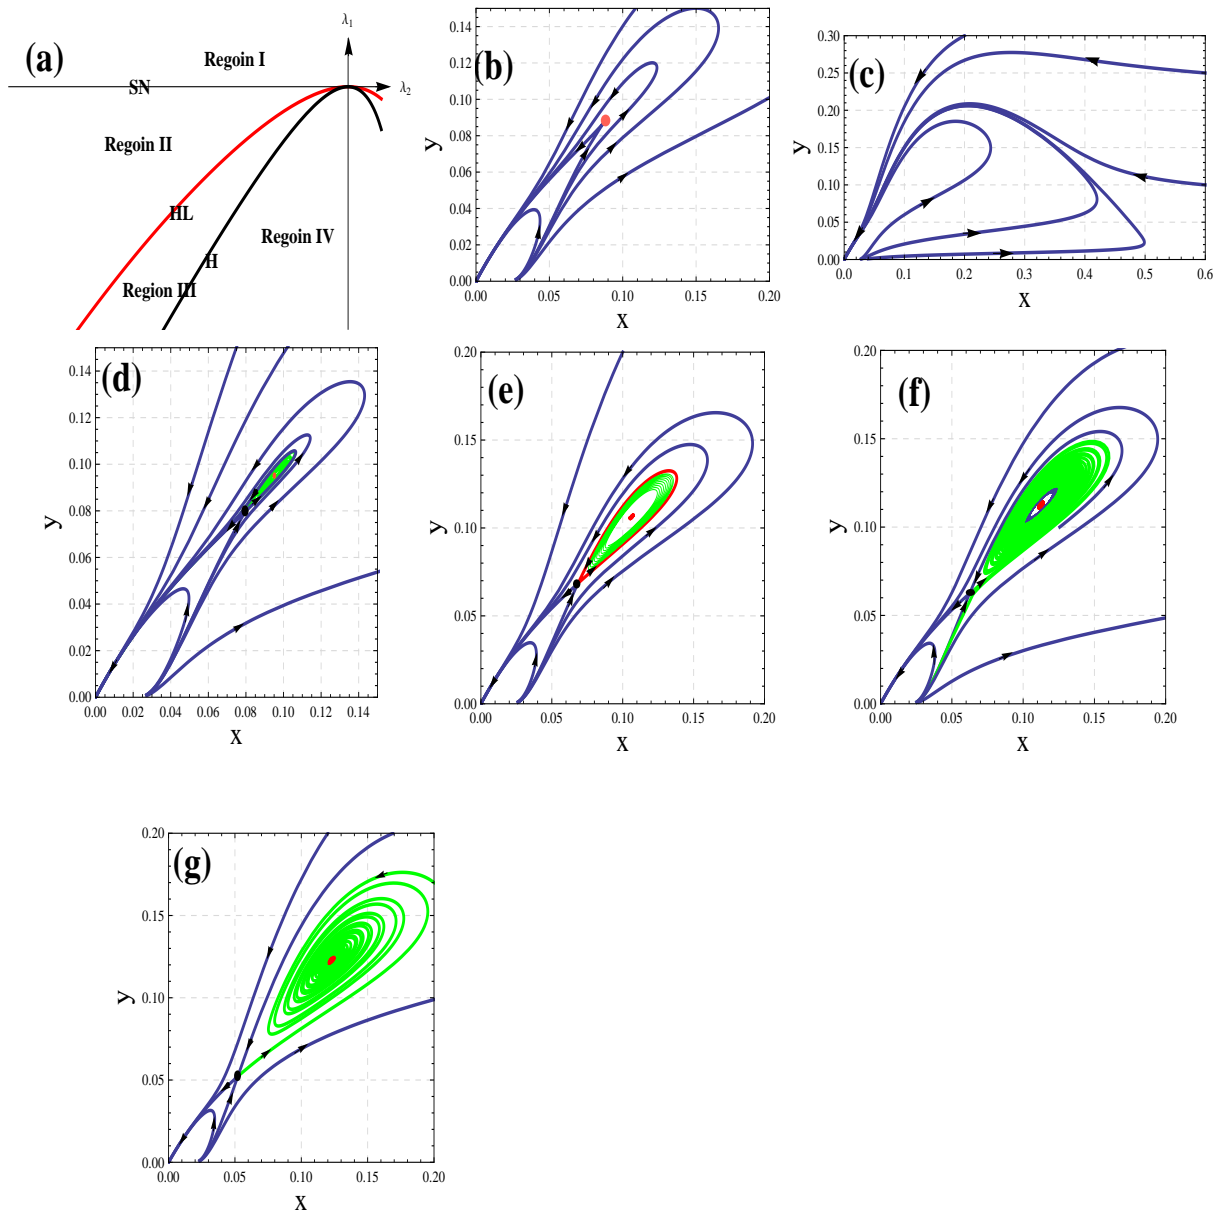 (a)
λ1
Regoin I
SN
λ2
Regoin II
HL
Regoin IV
H
Region III
(b)
0.15
y
0.10
0.08
0.06
0.04
0.02
0.00
0.00 0.05 0.10 0.15 0.20
x
(c)
0.30
0.25
0.20
y
0.15
0.10
0.05
0.00
0.0 0.1 0.2 0.3 0.4 0.5 0.6
x
(d)
0.14
0.12
0.10
y
0.08
0.06
0.04
0.02
0.00
0.00 0.02 0.04 0.06 0.08 0.10 0.12 0.14
x
(e)
0.20
0.15
y
0.10
0.05
0.00
0.00 0.05 0.10 0.15 0.20
x
(f)
0.20
0.15
y
0.10
0.05
0.00
0.00 0.05 0.10 0.15 0.20
x
(g)
0.20
0.15
y
0.10
0.05
0.00
0.00 0.05 0.10 0.15 0.20
x